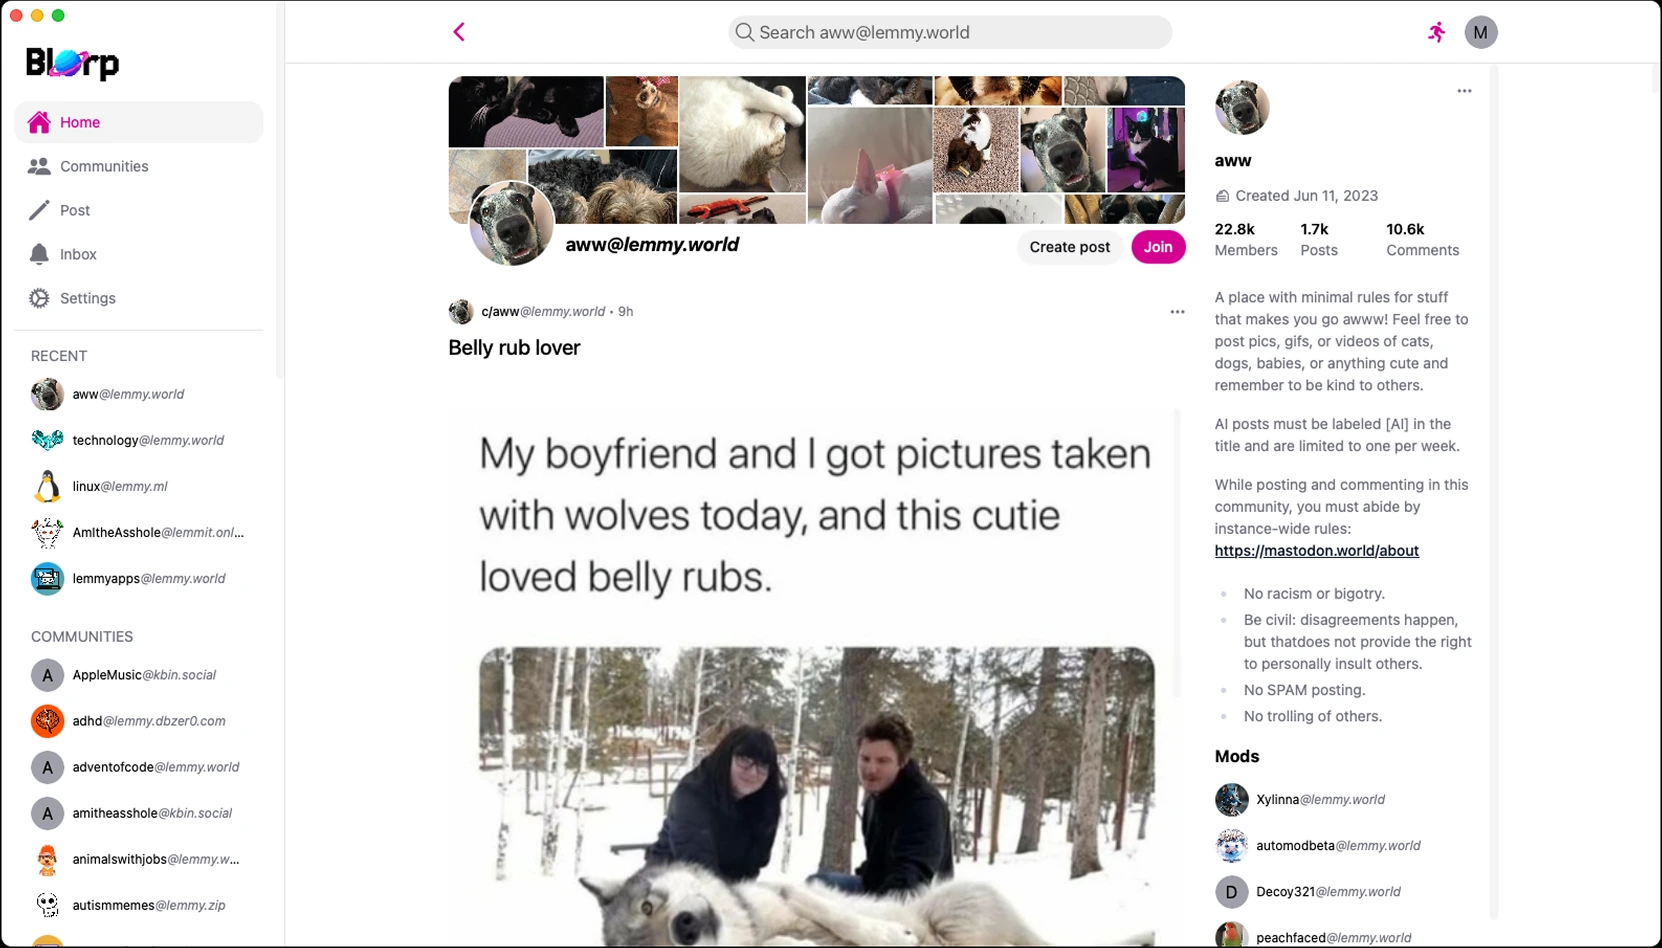 Blorp
Home
Communities
Post
Inbox
Settings
RECENT
aww@lemmy.world
technology@lemmy.world
linux@lemmy.ml
AmItheAsshole@lemmit.onl...
lemmyapps@lemmy.world
COMMUNITIES
A AppleMusic@kbin.social
adhd@lemmy.dbzer0.com
A adventofcode@lemmy.world
A amitheasshole@kbin.social
animalswithjobs@lemmy.w...
autismmemes@lemmy.zip
Search aww@lemmy.world
M
aww@lemmy.world
Create post
Join
c/aww@lemmy.world • 9h
Belly rub lover
My boyfriend and I got pictures taken
with wolves today, and this cutie
loved belly rubs.
aww
Created Jun 11, 2023
22.8k 1.7k 10.6k
Members Posts Comments
A place with minimal rules for stuff
that makes you go awww! Feel free to
post pics, gifs, or videos of cats,
dogs, babies, or anything cute and
remember to be kind to others.
AI posts must be labeled [AI] in the
title and are limited to one per week.
While posting and commenting in this
community, you must abide by
instance-wide rules:
https://mastodon.world/about
• No racism or bigotry.
• Be civil: disagreements happen,
but thatdoes not provide the right
to personally insult others.
• No SPAM posting.
• No trolling of others.
Mods
Xylinna@lemmy.world
automodbeta@lemmy.world
D Decoy321@lemmy.world
peachfaced@lemmy.world